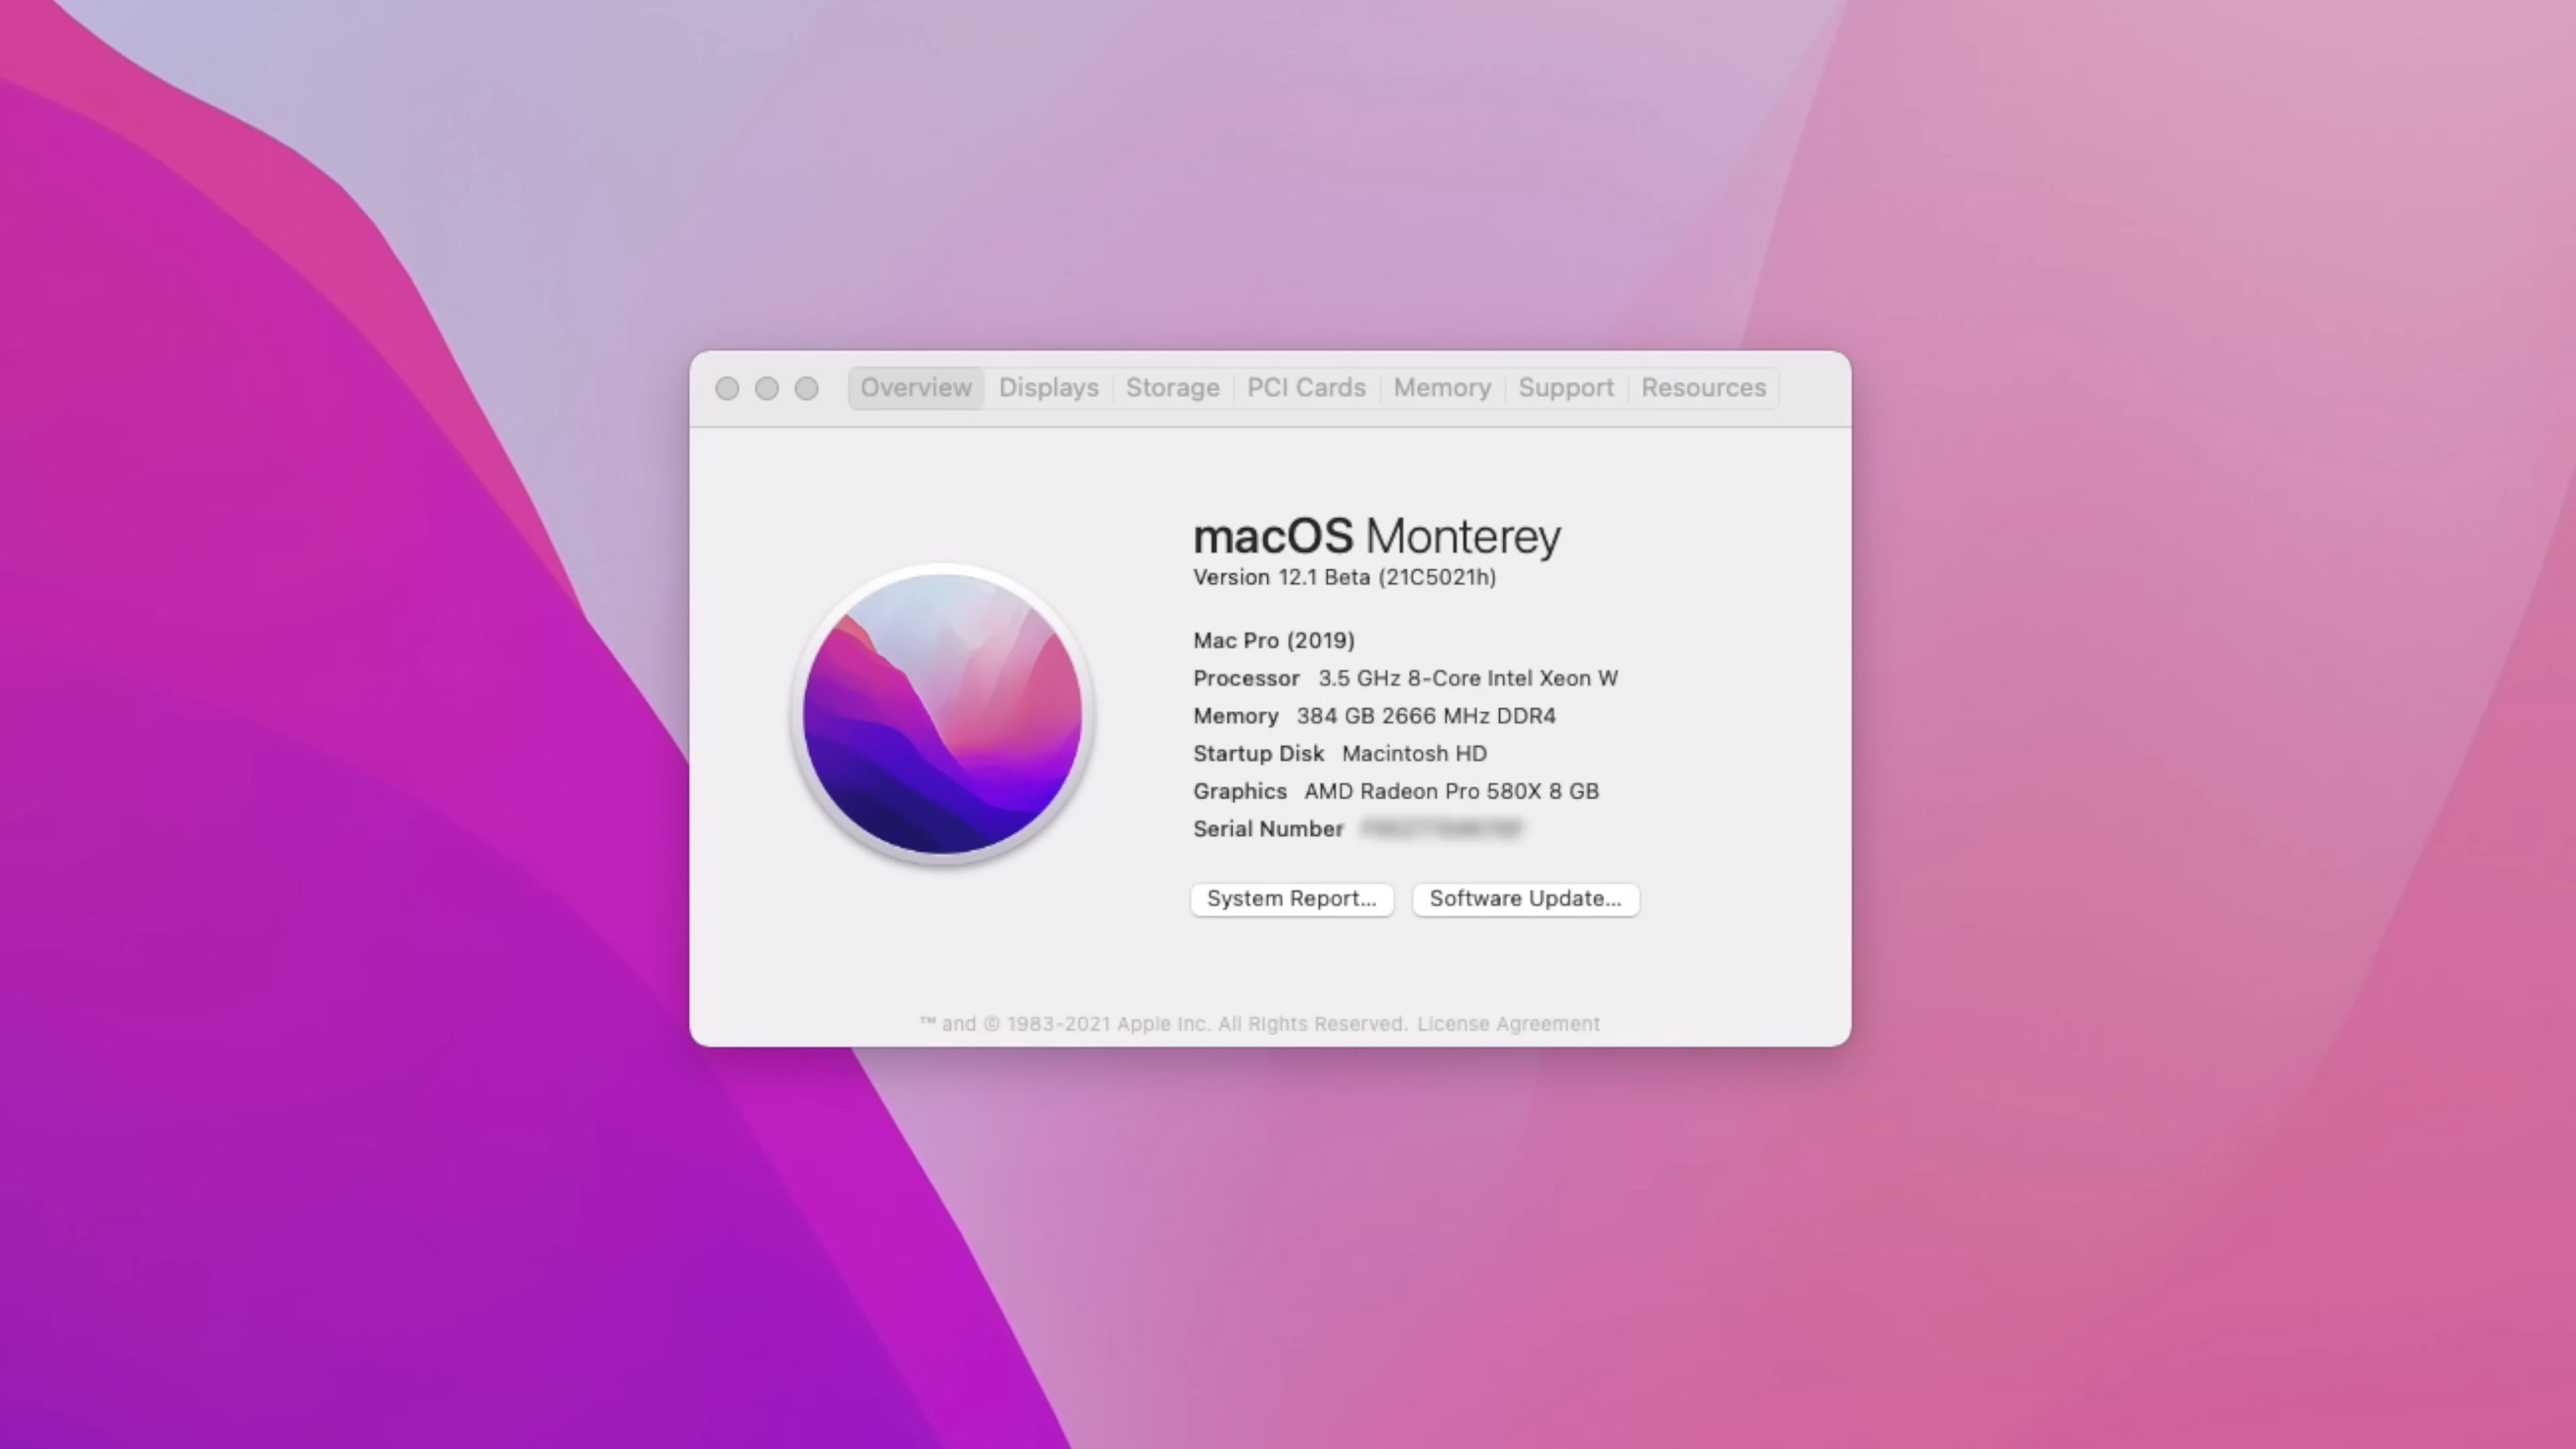 Overview Displays Storage PCI Cards Memory Support Resources
macOS Monterey
Version 12.1 Beta (21C5021h)
Mac Pro (2019)
Processor 3.5 GHz 8-Core Intel Xeon W
Memory 384 GB 2666 MHz DDR4
Startup Disk Macintosh HD
Graphics AMD Radeon Pro 580X 8 GB
Serial Number
System Report... Software Update...
™ and © 1983-2021 Apple Inc. All Rights Reserved. License Agreement